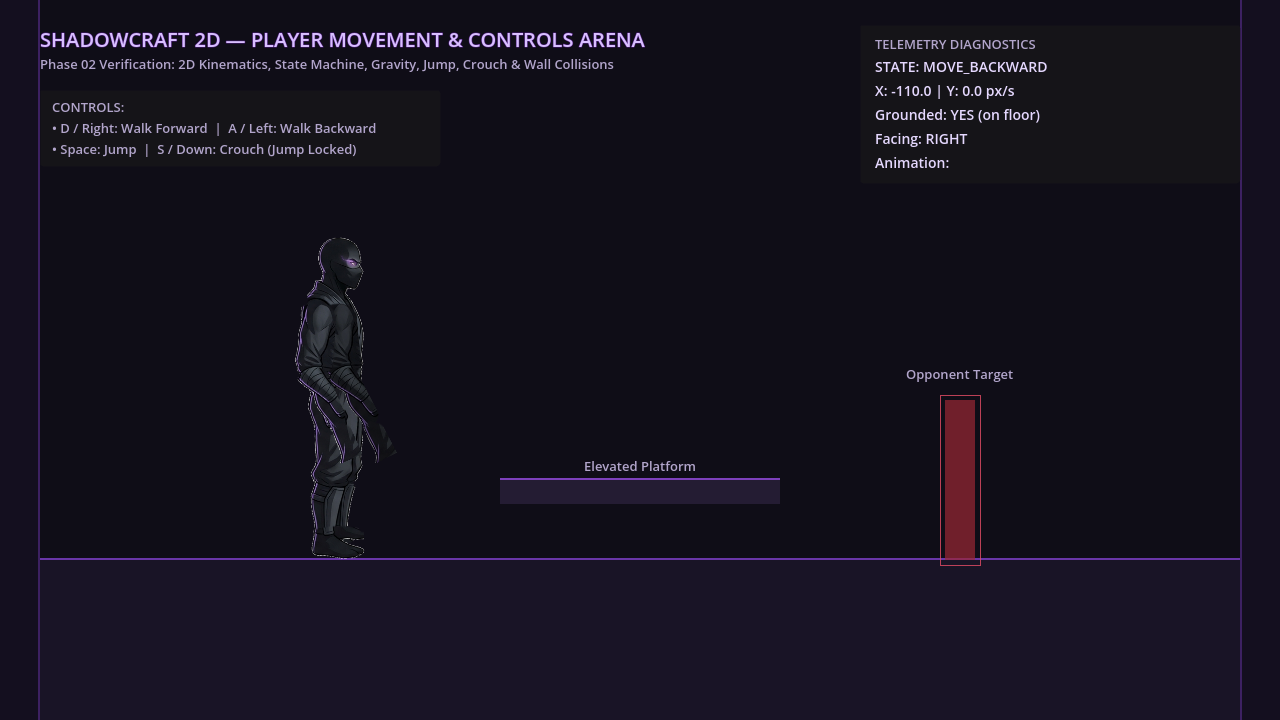 SHADOWCRAFT 2D — PLAYER MOVEMENT & CONTROLS ARENA
Phase 02 Verification: 2D Kinematics, State Machine, Gravity, Jump, Crouch & Wall Collisions
CONTROLS:
• D / Right: Walk Forward | A / Left: Walk Backward
• Space: Jump | S / Down: Crouch (Jump Locked)
TELEMETRY DIAGNOSTICS
STATE: MOVE_BACKWARD
X: -110.0 | Y: 0.0 px/s
Grounded: YES (on floor)
Facing: RIGHT
Animation:
Opponent Target
Elevated Platform